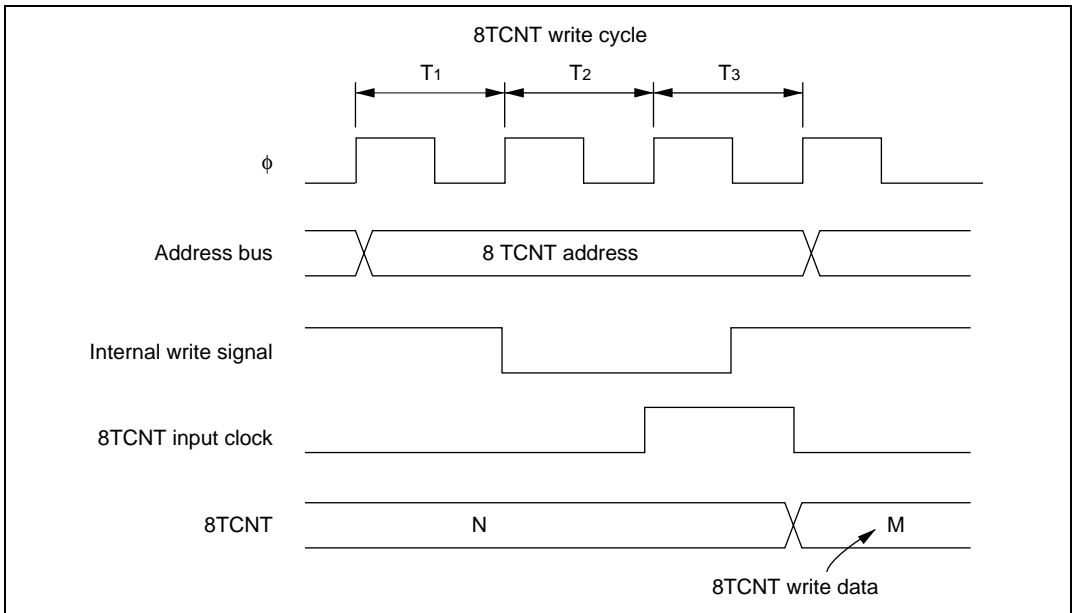 8TCNT write cycle
T1 T2 T3
φ
Address bus
8 TCNT address
Internal write signal
8TCNT input clock
8TCNT
N
M
8TCNT write data